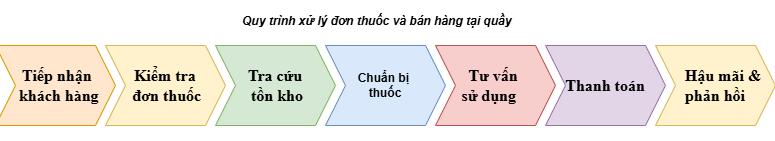 Quy trình xử lý đơn thuốc và bán hàng tại quầy
Tiếp nhận
khách hàng
Kiểm tra
đơn thuốc
Tra cứu
tồn kho
Chuẩn bị
thuốc
Tư vấn
sử dụng
Thanh toán
Hậu mãi &
phản hồi